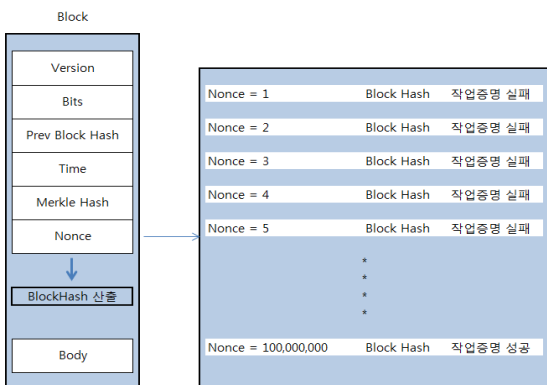 Block
Version
Bits
Prev Block Hash
Time
Merkle Hash
Nonce
BlockHash 산출
Body
Nonce = 1 Block Hash 작업증명 실패
Nonce = 2 Block Hash 작업증명 실패
Nonce = 3 Block Hash 작업증명 실패
Nonce = 4 Block Hash 작업증명 실패
Nonce = 5 Block Hash 작업증명 실패
*
*
*
*
Nonce = 100,000,000 Block Hash 작업증명 성공